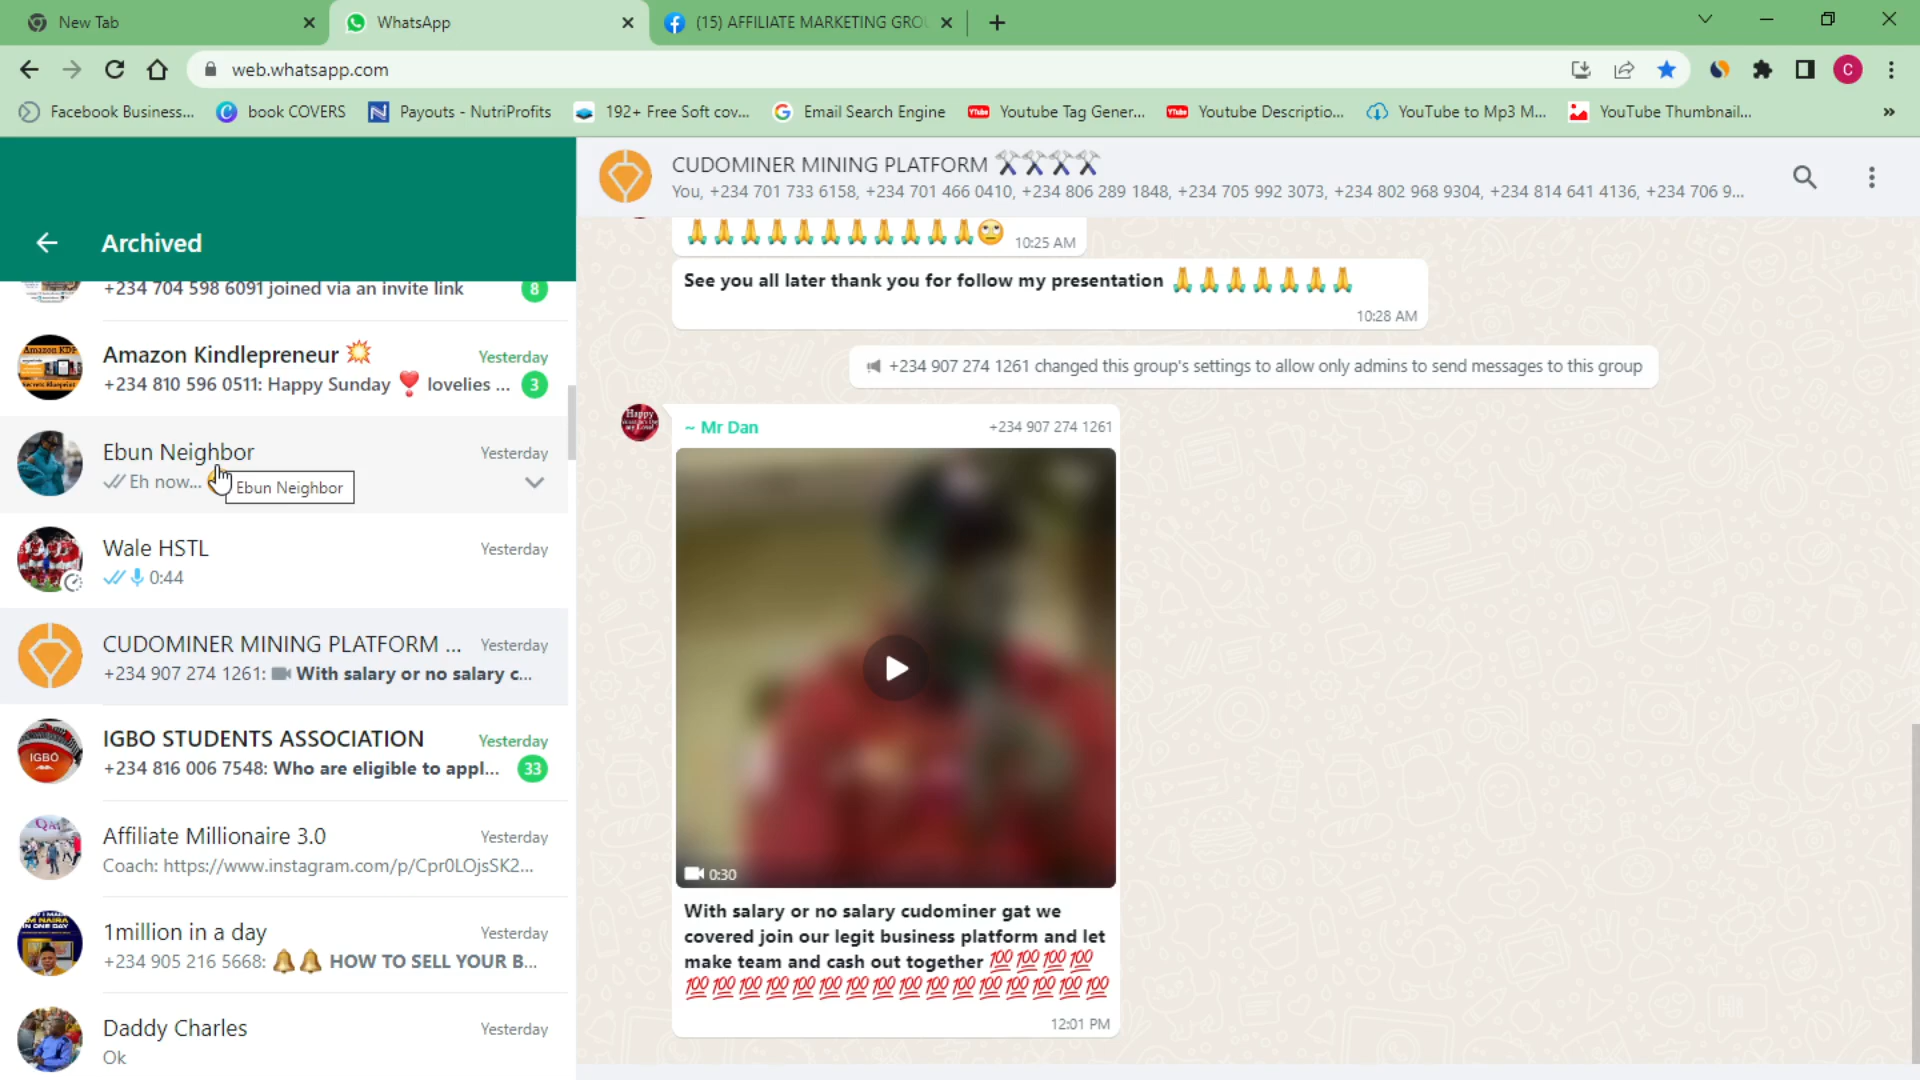 New Tab
WhatsApp
(15) AFFILIATE MARKETING GRO
web.whatsapp.com
C
Facebook Business...
book COVERS
Payouts - NutriProfits
192+ Free Soft cov...
Email Search Engine
Youtube Tag Gener...
Youtube Descriptio...
YouTube to Mp3 M...
YouTube Thumbnail...
Archived
+234 704 598 6091 joined via an invite link
8
Amazon Kindlepreneur 💥
Yesterday
+234 810 596 0511: Happy Sunday ❣️ lovelies ...
3
Ebun Neighbor
Yesterday
Eh now...
Ebun Neighbor
Wale HSTL
Yesterday
0:44
CUDOMINER MINING PLATFORM ...
Yesterday
+234 907 274 1261: With salary or no salary c...
IGBO
IGBO STUDENTS ASSOCIATION
Yesterday
+234 816 006 7548: Who are eligible to appl...
33
Affiliate Millionaire 3.0
Yesterday
Coach: https://www.instagram.com/p/Cpr0LOjsSK2...
1million in a day
Yesterday
+234 905 216 5668: 🔔🔔 HOW TO SELL YOUR B...
Daddy Charles
Yesterday
Ok
CUDOMINER MINING PLATFORM ⚒⚒⚒⚒
You, +234 701 733 6158, +234 701 466 0410, +234 806 289 1848, +234 705 992 3073, +234 802 968 9304, +234 814 641 4136, +234 706 9...
🙏🙏🙏🙏🙏🙏🙏🙏🙏🙏🙏🙄 10:25 AM
See you all later thank you for follow my presentation 🙏🙏🙏🙏🙏🙏🙏
10:28 AM
+234 907 274 1261 changed this group's settings to allow only admins to send messages to this group
~ Mr Dan
+234 907 274 1261
0:30
With salary or no salary cudominer gat we
covered join our legit business platform and let
make team and cash out together 💯💯💯💯
💯💯💯💯💯💯💯💯💯💯💯💯💯💯💯💯
12:01 PM